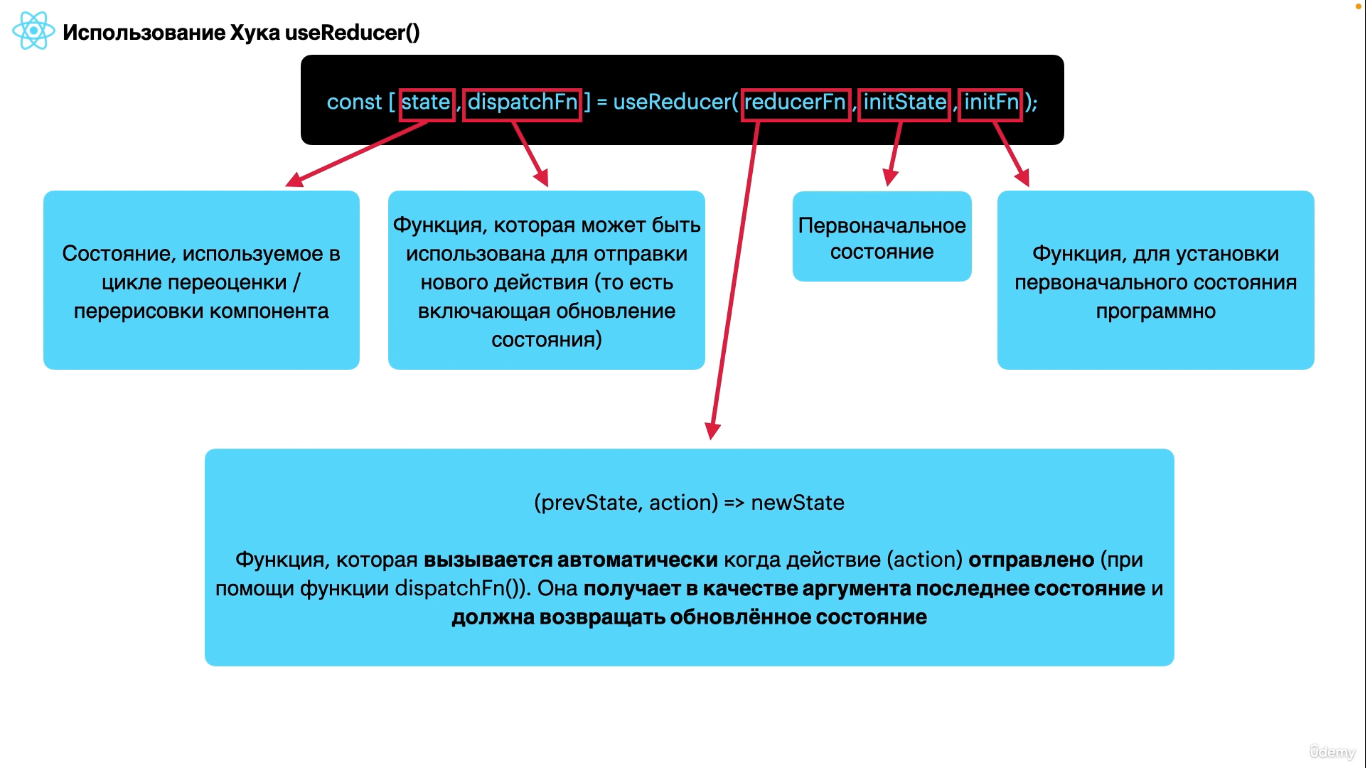 Использование Хука useReducer()
const [ state , dispatchFn ] = useReducer( reducerFn , initState , initFn );
Состояние, используемое в
цикле переоценки /
перерисовки компонента
Функция, которая может быть
использована для отправки
нового действия (то есть
включающая обновление
состояния)
Первоначальное
состояние
Функция, для установки
первоначального состояния
программно
(prevState, action) => newState
Функция, которая вызывается автоматически когда действие (action) отправлено (при
помощи функции dispatchFn()). Она получает в качестве аргумента последнее состояние и
должна возвращать обновлённое состояние
ûdemy